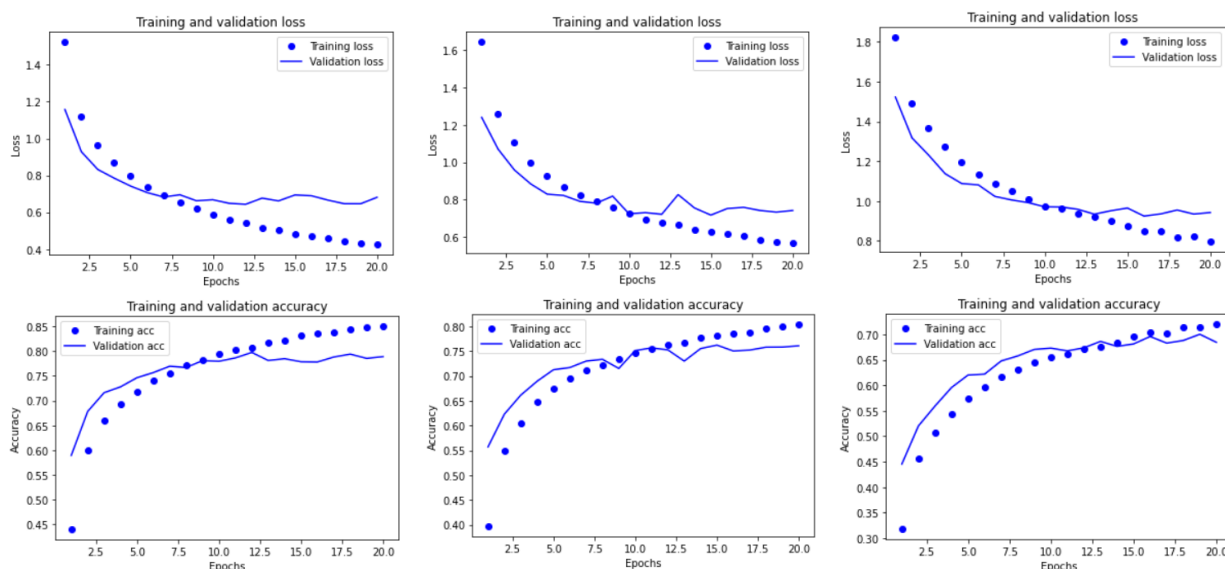 Training and validation loss
Training loss
Validation loss
1.4
1.2
1.0
0.8
0.6
0.4
Loss
2.5 5.0 7.5 10.0 12.5 15.0 17.5 20.0
Epochs
Training and validation loss
Training loss
Validation loss
1.6
1.4
1.2
1.0
0.8
0.6
Loss
2.5 5.0 7.5 10.0 12.5 15.0 17.5 20.0
Epochs
Training and validation loss
Training loss
Validation loss
1.8
1.6
1.4
1.2
1.0
0.8
Loss
2.5 5.0 7.5 10.0 12.5 15.0 17.5 20.0
Epochs
Training and validation accuracy
Training acc
Validation acc
0.85
0.80
0.75
0.70
0.65
0.60
0.55
0.50
0.45
Accuracy
2.5 5.0 7.5 10.0 12.5 15.0 17.5 20.0
Epochs
Training and validation accuracy
Training acc
Validation acc
0.80
0.75
0.70
0.65
0.60
0.55
0.50
0.45
0.40
Accuracy
2.5 5.0 7.5 10.0 12.5 15.0 17.5 20.0
Epochs
Training and validation accuracy
Training acc
Validation acc
0.70
0.65
0.60
0.55
0.50
0.45
0.40
0.35
0.30
Accuracy
2.5 5.0 7.5 10.0 12.5 15.0 17.5 20.0
Epochs